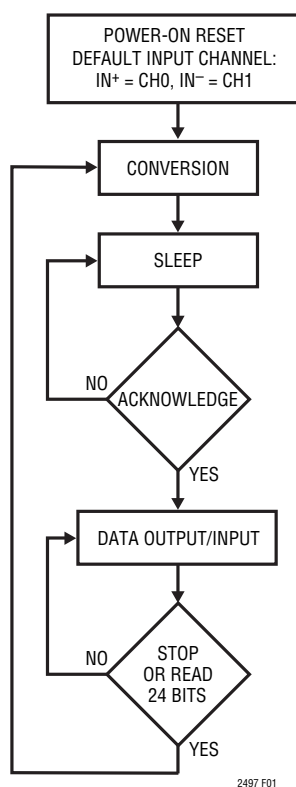 POWER-ON RESET
DEFAULT INPUT CHANNEL:
IN+ = CH0, IN– = CH1
CONVERSION
SLEEP
NO
ACKNOWLEDGE
YES
DATA OUTPUT/INPUT
NO
STOP
OR READ
24 BITS
YES
2497 F01